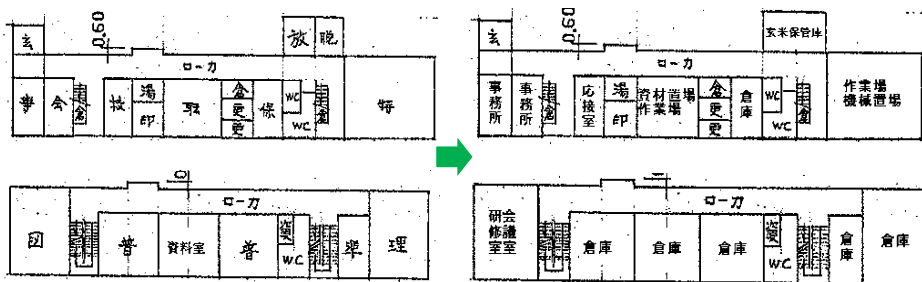 玄
0.60
放
聴
ローカ
事
会
倉
校
湯
印
職
倉
更
更
保
WC
WC
倉
特
玄
0.60
玄米保管庫
ローカ
事務所
事務所
倉
応接室
湯
印
資材置場
作業場
倉
更
更
倉庫
WC
WC
倉
作業場
機械置場
ローカ
図
普
資料室
普
WC
準
理
ローカ
研修室
会議室
倉庫
倉庫
倉庫
WC
倉庫
倉庫